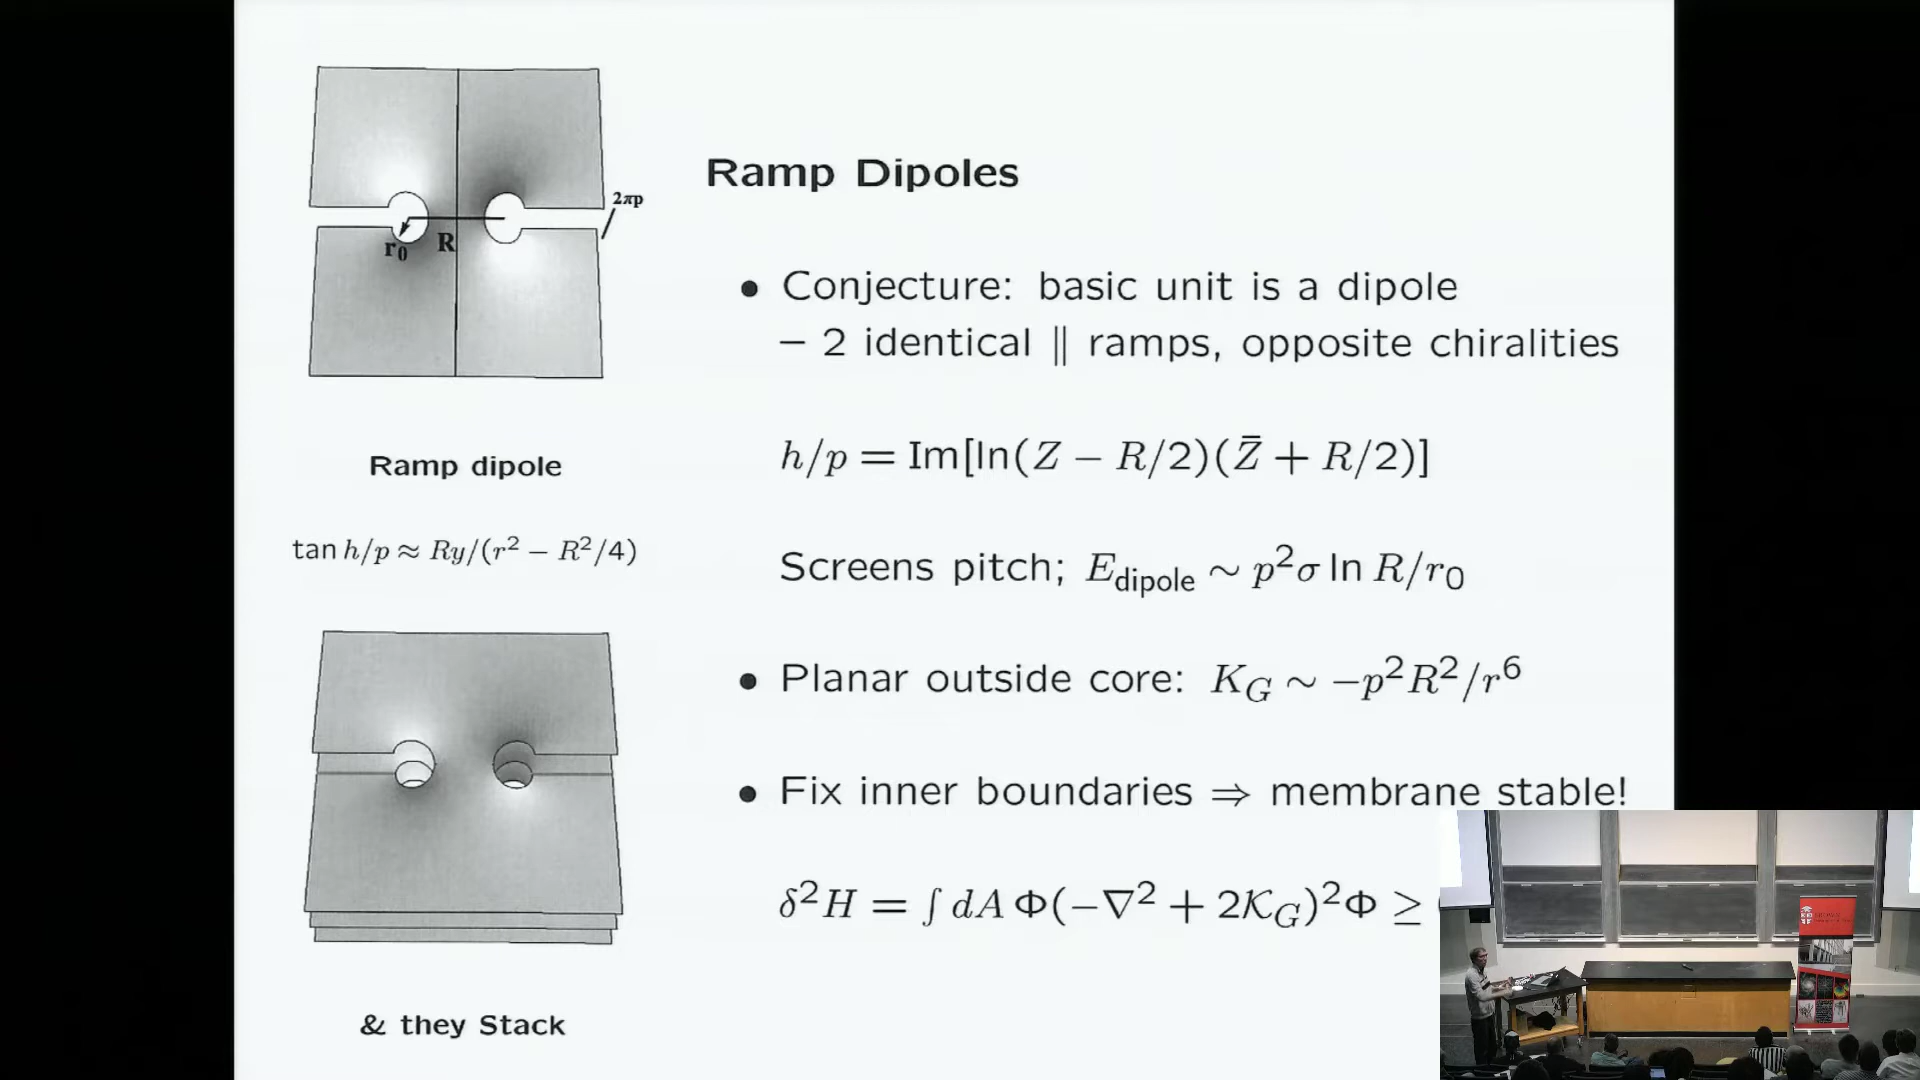 2πp
r0 R
Ramp dipole
tan h/p ≈ Ry/(r² − R²/4)
& they Stack
Ramp Dipoles
• Conjecture: basic unit is a dipole
– 2 identical ∥ ramps, opposite chiralities
h/p = Im[ln(Z − R/2)(Z̄ + R/2)]
Screens pitch; E_dipole ∼ p²σ ln R/r₀
• Planar outside core: K_G ∼ −p²R²/r⁶
• Fix inner boundaries ⇒ membrane stable!
δ²H = ∫ dA Φ(−∇² + 2𝒦_G)²Φ ≥